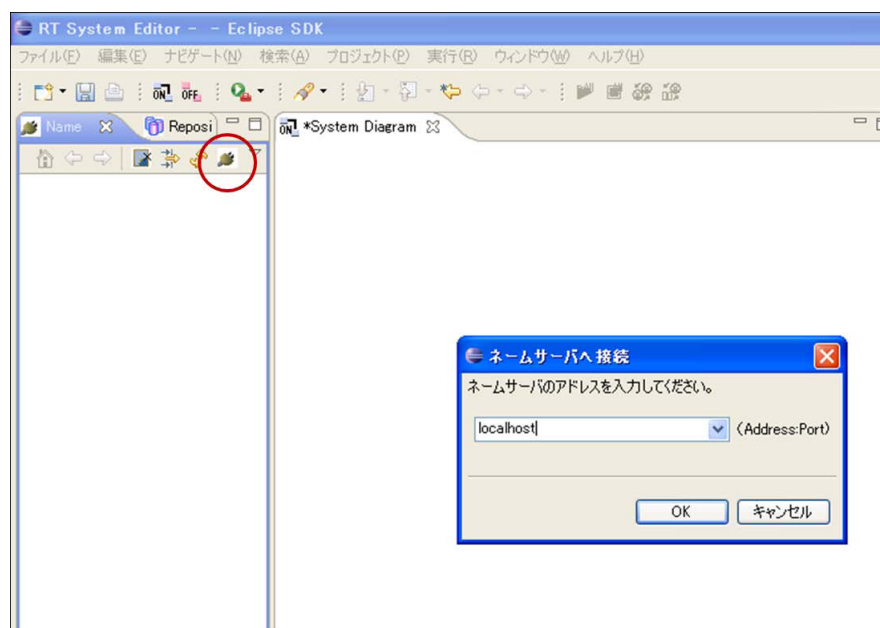 RT System Editor - - Eclipse SDK
ファイル(F) 編集(E) ナビゲート(N) 検索(A) プロジェクト(P) 実行(R) ウィンドウ(W) ヘルプ(H)
ON OFF
Name Reposi
ON *System Diagram
ネームサーバへ接続
ネームサーバのアドレスを入力してください。
localhost (Address:Port)
OK キャンセル